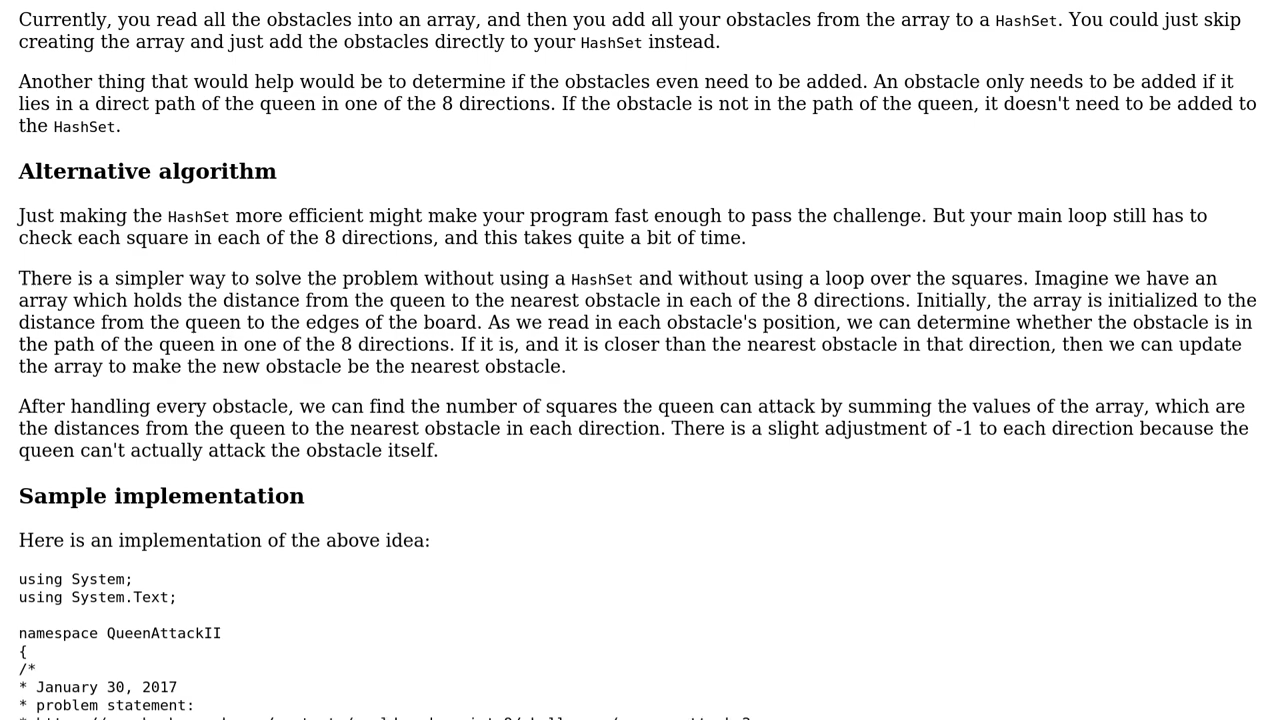 Currently, you read all the obstacles into an array, and then you add all your obstacles from the array to a HashSet. You could just skip
creating the array and just add the obstacles directly to your HashSet instead.
Another thing that would help would be to determine if the obstacles even need to be added. An obstacle only needs to be added if it
lies in a direct path of the queen in one of the 8 directions. If the obstacle is not in the path of the queen, it doesn't need to be added to
the HashSet.
Alternative algorithm
Just making the HashSet more efficient might make your program fast enough to pass the challenge. But your main loop still has to
check each square in each of the 8 directions, and this takes quite a bit of time.
There is a simpler way to solve the problem without using a HashSet and without using a loop over the squares. Imagine we have an
array which holds the distance from the queen to the nearest obstacle in each of the 8 directions. Initially, the array is initialized to the
distance from the queen to the edges of the board. As we read in each obstacle's position, we can determine whether the obstacle is in
the path of the queen in one of the 8 directions. If it is, and it is closer than the nearest obstacle in that direction, then we can update
the array to make the new obstacle be the nearest obstacle.
After handling every obstacle, we can find the number of squares the queen can attack by summing the values of the array, which are
the distances from the queen to the nearest obstacle in each direction. There is a slight adjustment of -1 to each direction because the
queen can't actually attack the obstacle itself.
Sample implementation
Here is an implementation of the above idea:
using System;
using System.Text;
namespace QueenAttackII
{
/*
* January 30, 2017
* problem statement: